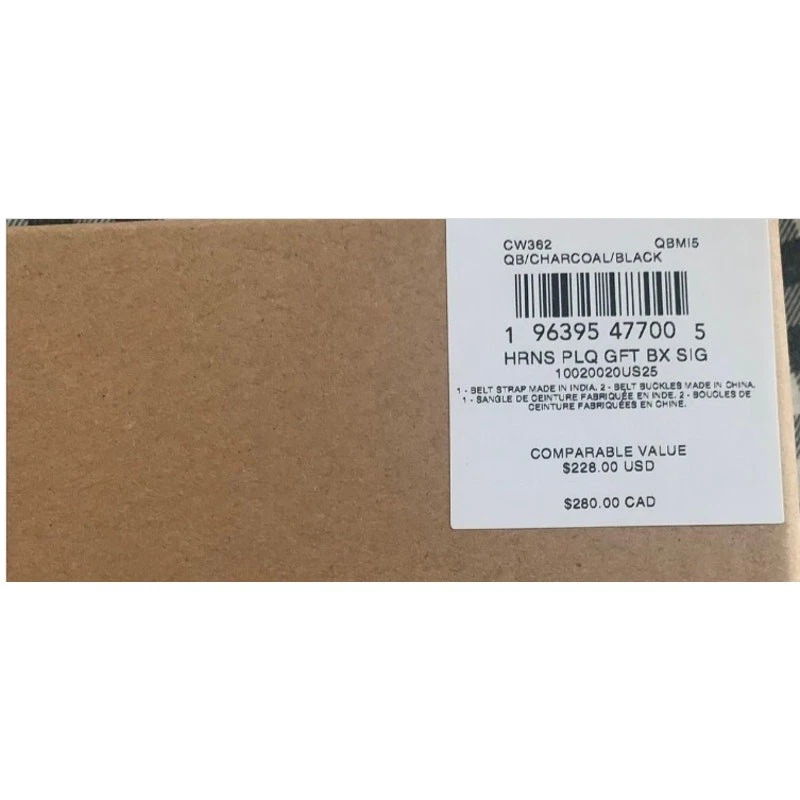 CW362 QBMI5
QB/CHARCOAL/BLACK
1 96395 47700 5
HRNS PLQ GFT BX SIG
10020020US25
1 - BELT STRAP MADE IN INDIA. 2 - BELT BUCKLES MADE IN CHINA.
1 - SANGLE DE CEINTURE FABRIQUÉE EN INDE. 2 - BOUCLES DE
CEINTURE FABRIQUÉES EN CHINE.
COMPARABLE VALUE
$228.00 USD
$280.00 CAD